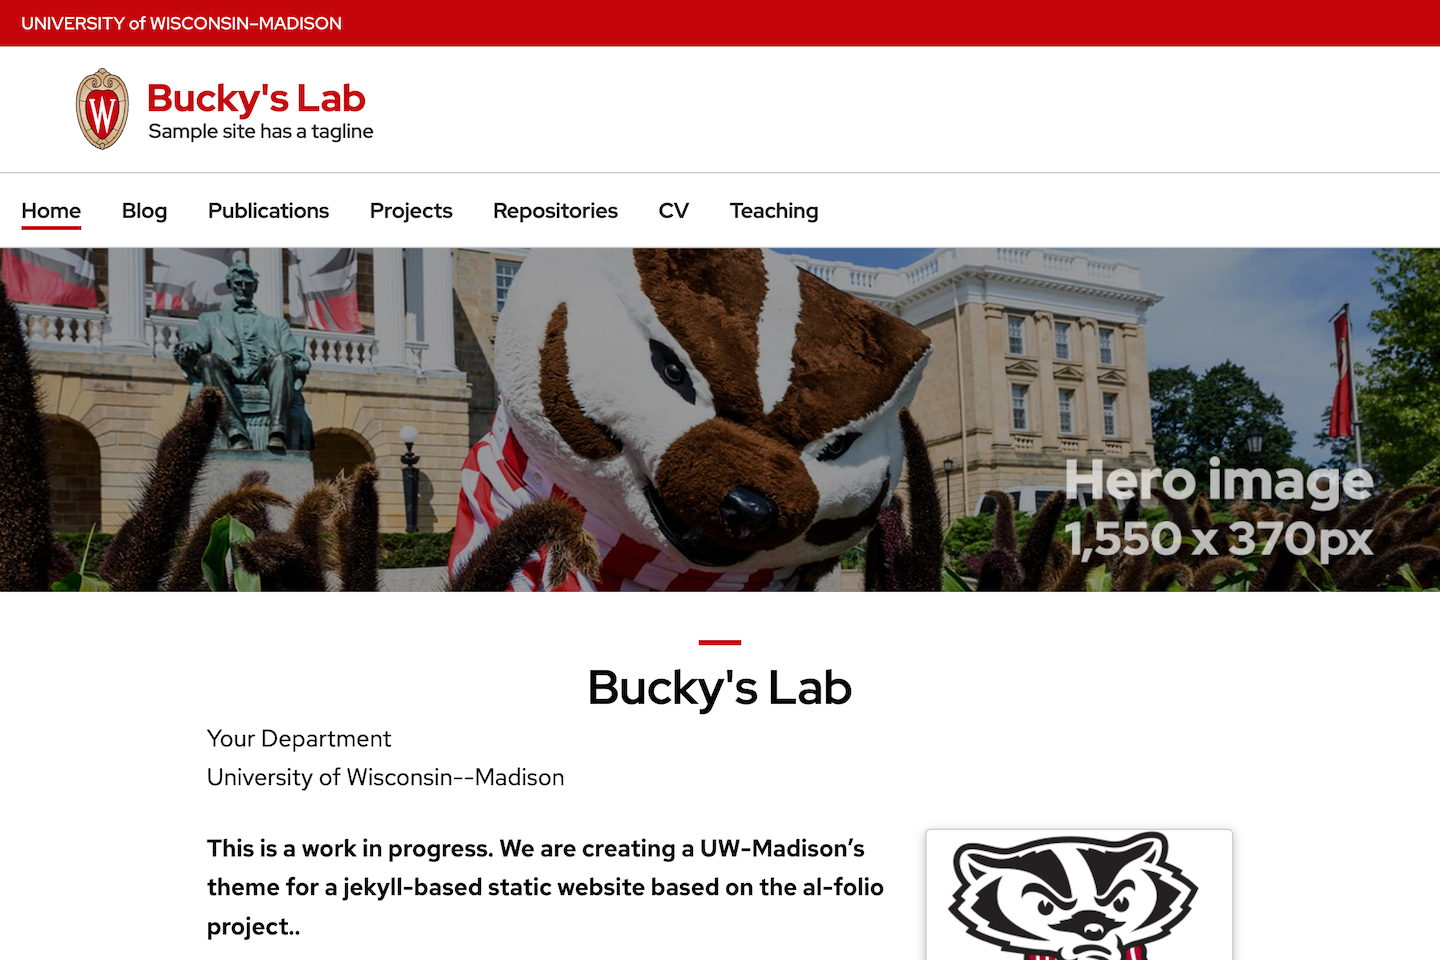 UNIVERSITY of WISCONSIN–MADISON
W
Bucky's Lab
Sample site has a tagline
Home Blog Publications Projects Repositories CV Teaching
Hero image
1,550 x 370px
Bucky's Lab
Your Department
University of Wisconsin--Madison
This is a work in progress. We are creating a UW-Madison’s
theme for a jekyll-based static website based on the al-folio
project..